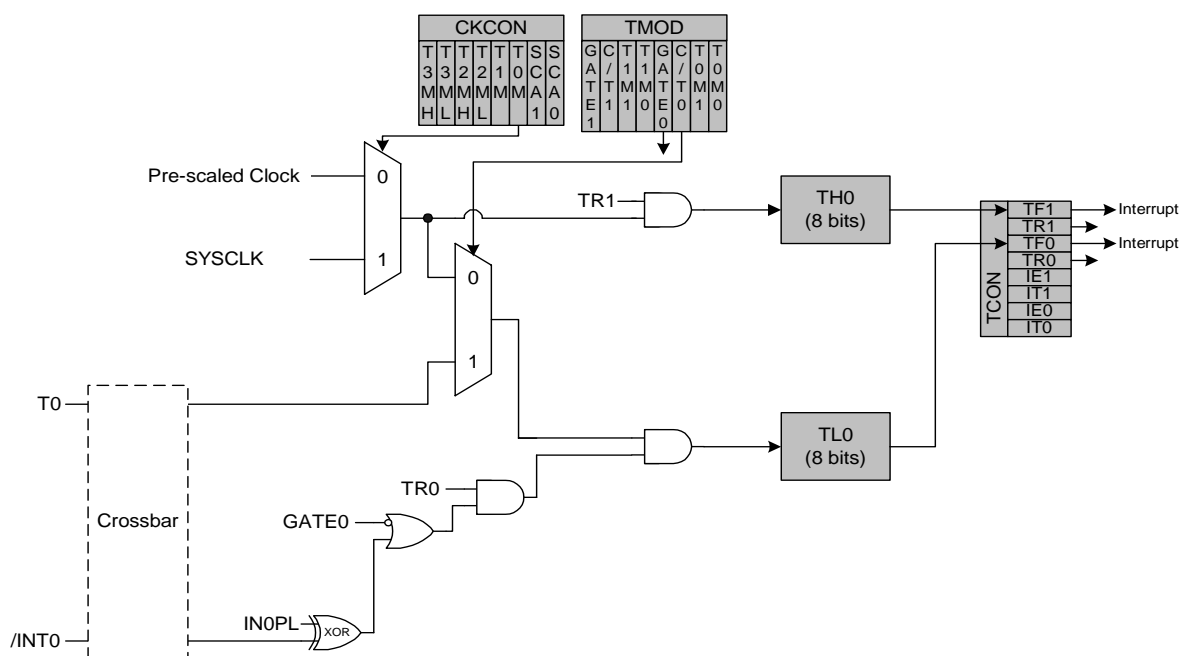 CKCON
T3MH
T3ML
T2MH
T2ML
T1M
T0M
SCA1
SCA0
TMOD
GATE1
C/T1
T1M1
T1M0
GATE0
C/T0
T0M1
T0M0
Pre-scaled Clock
0
SYSCLK
1
TR1
TH0
(8 bits)
TCON
TF1
TR1
TF0
TR0
IE1
IT1
IE0
IT0
Interrupt
Interrupt
0
1
T0
Crossbar
TL0
(8 bits)
TR0
GATE0
IN0PL
XOR
/INT0